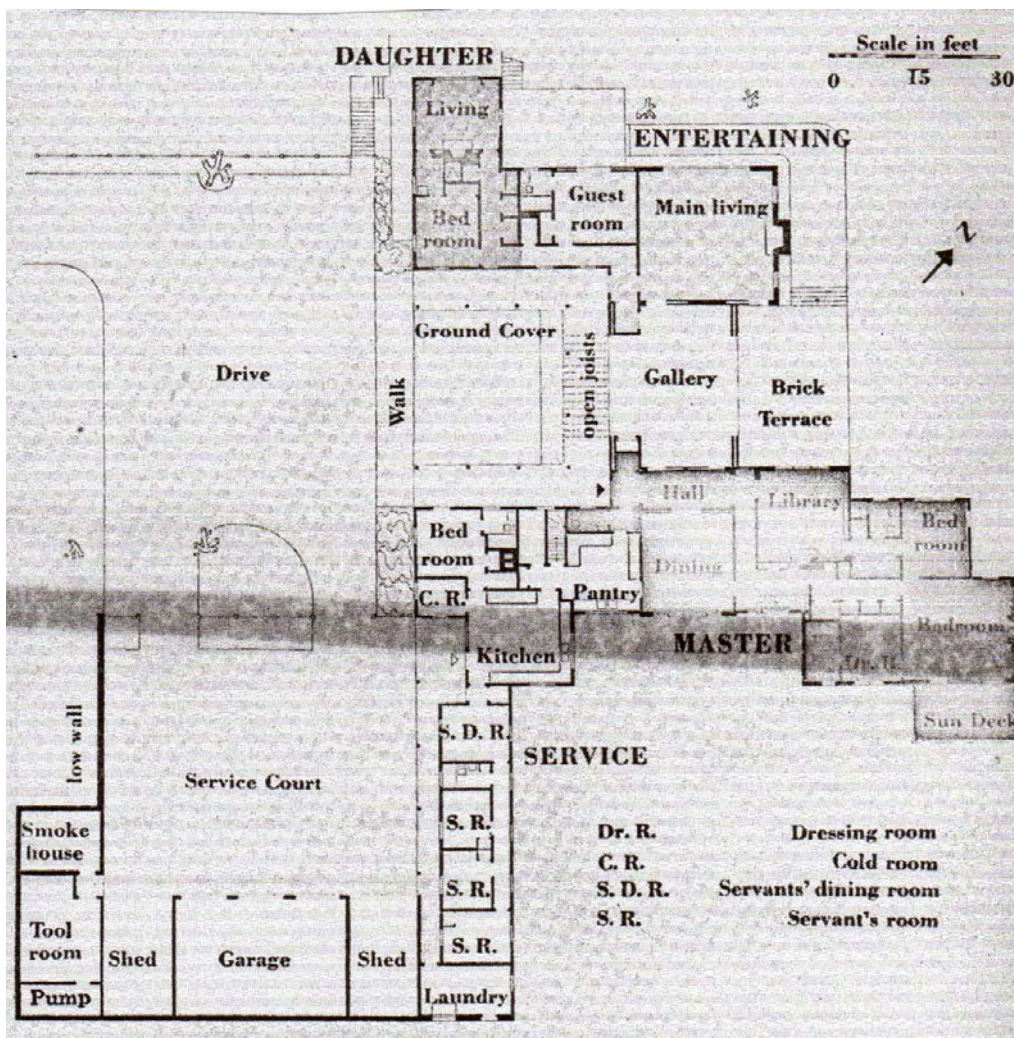 DAUGHTER
Scale in feet
0 15 30
Living
ENTERTAINING
Guest
room
Main living
Bed
room
N
Ground Cover
open joists
Drive
Walk
Gallery
Brick
Terrace
Hall
Library
Bed
room
Bed
room
Dining
C. R.
Pantry
Bedroom
Kitchen
MASTER
Dr. R.
Sun Deck
low wall
S. D. R.
SERVICE
Service Court
S. R.
Smoke
house
S. R.
Tool
room
Shed
Garage
Shed
S. R.
Pump
Laundry
Dr. R. Dressing room
C. R. Cold room
S. D. R. Servants' dining room
S. R. Servant's room